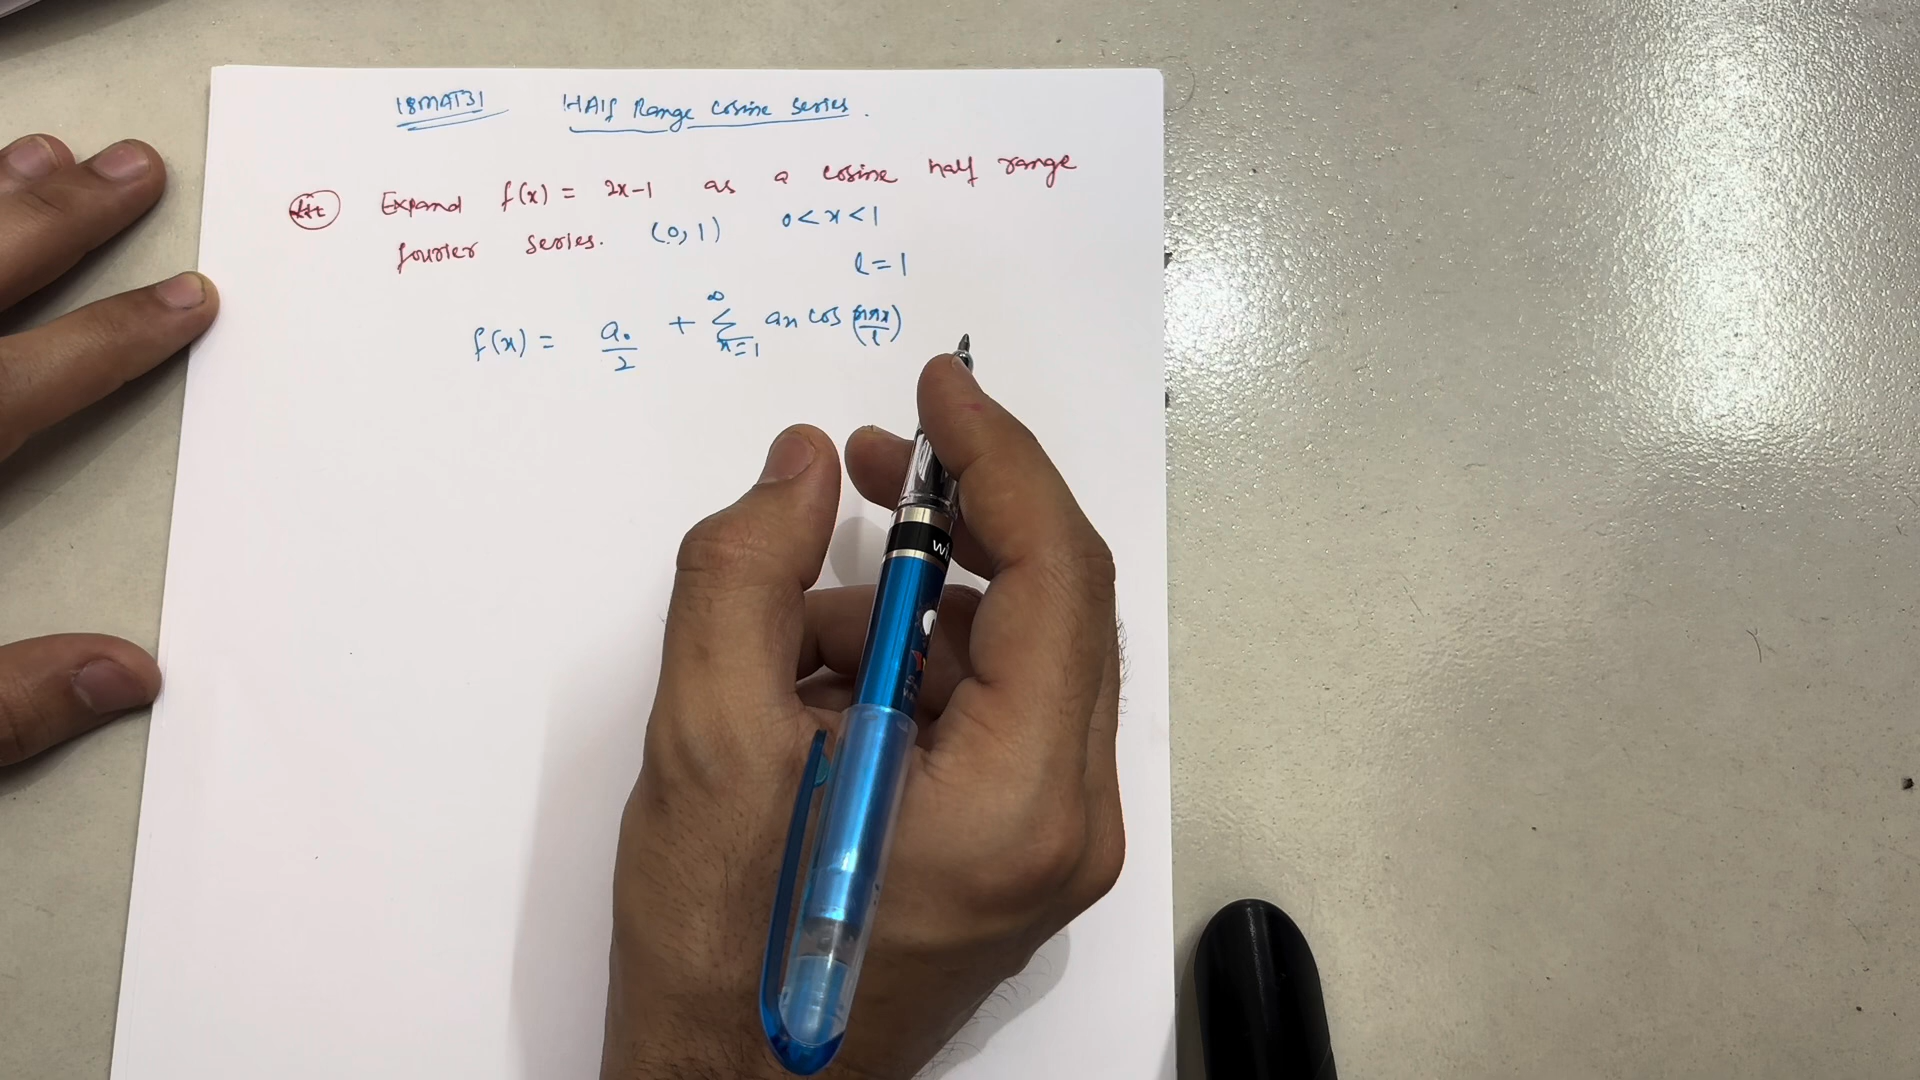 18MAT31 Half Range cosine series.
Expand f(x) = 2x-1 as a cosine half range
fourier series. (0,1) 0<x<1
l=1
f(x) = a₀/2 + ∞ Σ n=1 an cos (nπx/l)